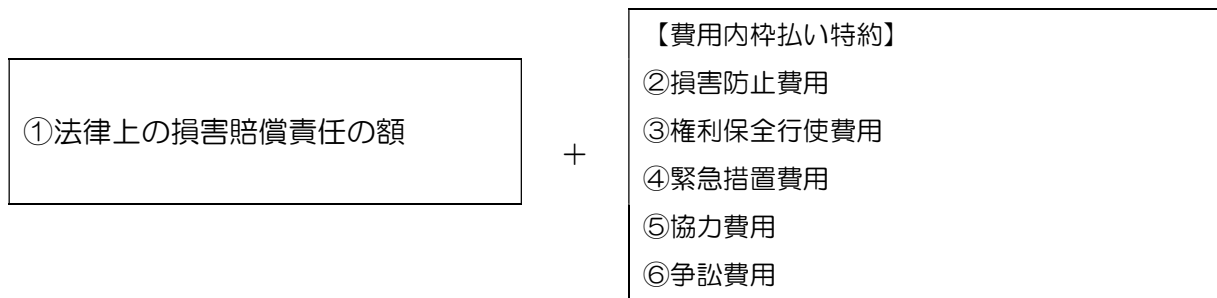 ①法律上の損害賠償責任の額
＋
【費用内枠払い特約】
②損害防止費用
③権利保全行使費用
④緊急措置費用
⑤協力費用
⑥争訟費用